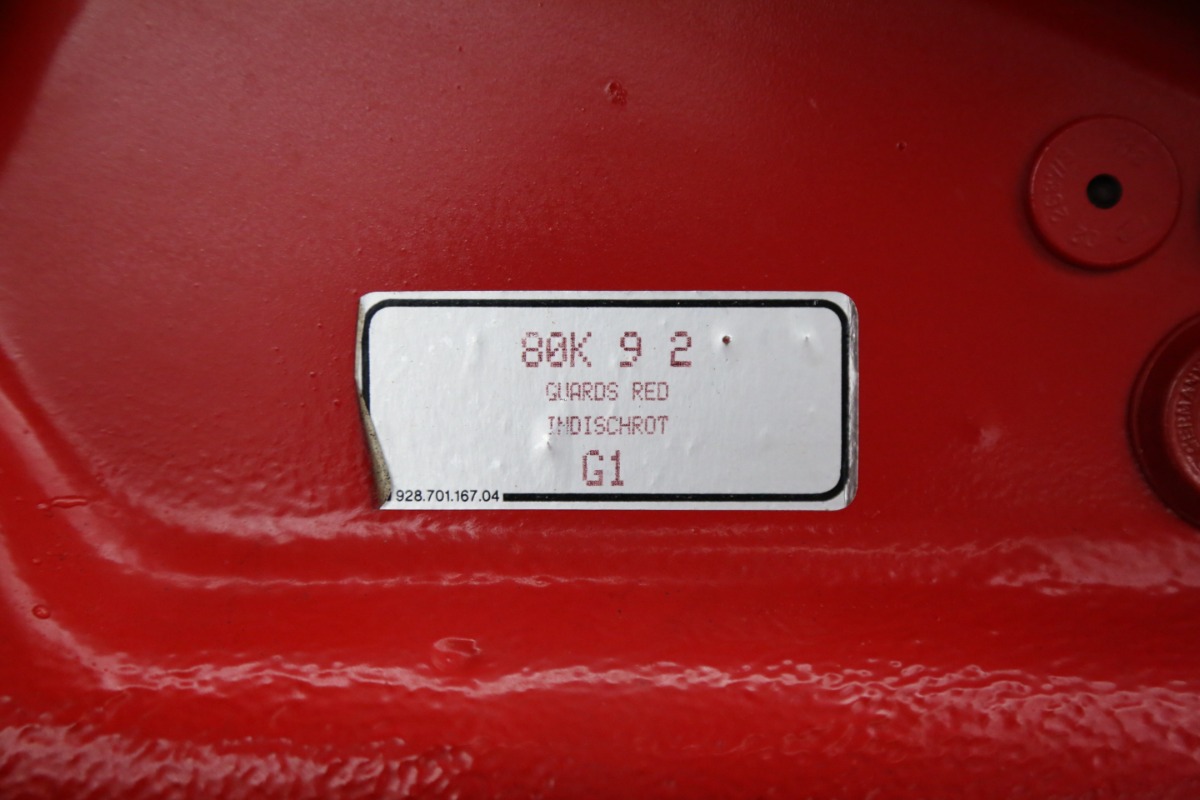 80K 9 2
GUARDS RED
INDISCHROT
G1
928.701.167.04